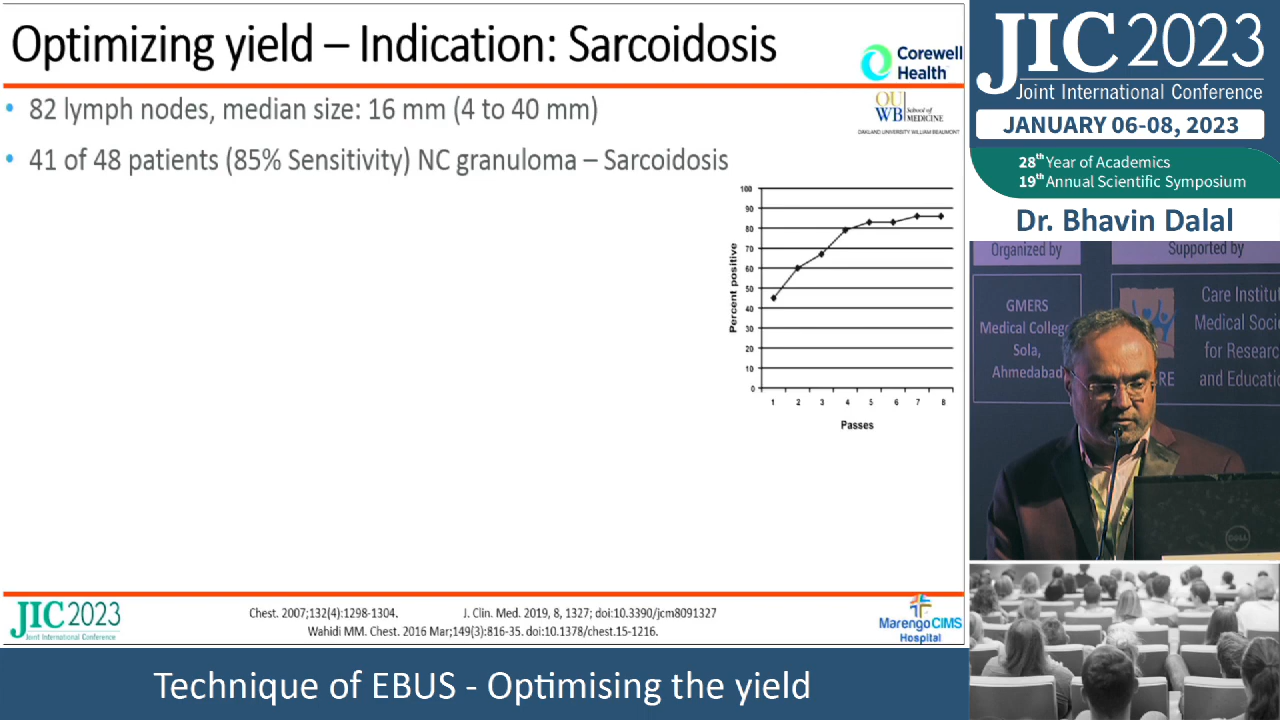 Optimizing yield – Indication: Sarcoidosis
Corewell
Health
OU
WB School of
MEDICINE
OAKLAND UNIVERSITY WILLIAM BEAUMONT
• 82 lymph nodes, median size: 16 mm (4 to 40 mm)
• 41 of 48 patients (85% Sensitivity) NC granuloma – Sarcoidosis
Percent positive
100
90
80
70
60
50
40
30
20
10
0
1 2 3 4 5 6 7 8
Passes
JIC 2023
Joint International Conference
Chest. 2007;132(4):1298-1304. J. Clin. Med. 2019, 8, 1327; doi:10.3390/jcm8091327
Wahidi MM. Chest. 2016 Mar;149(3):816-35. doi:10.1378/chest.15-1216.
Marengo CIMS
Hospital
Technique of EBUS - Optimising the yield
JIC 2023
Joint International Conference
JANUARY 06-08, 2023
28th Year of Academics
19th Annual Scientific Symposium
Dr. Bhavin Dalal
Organized by
Supported by
GMERS
Medical College
Sola,
Ahmedabad
Care
Medical
for
and
RE
DELL